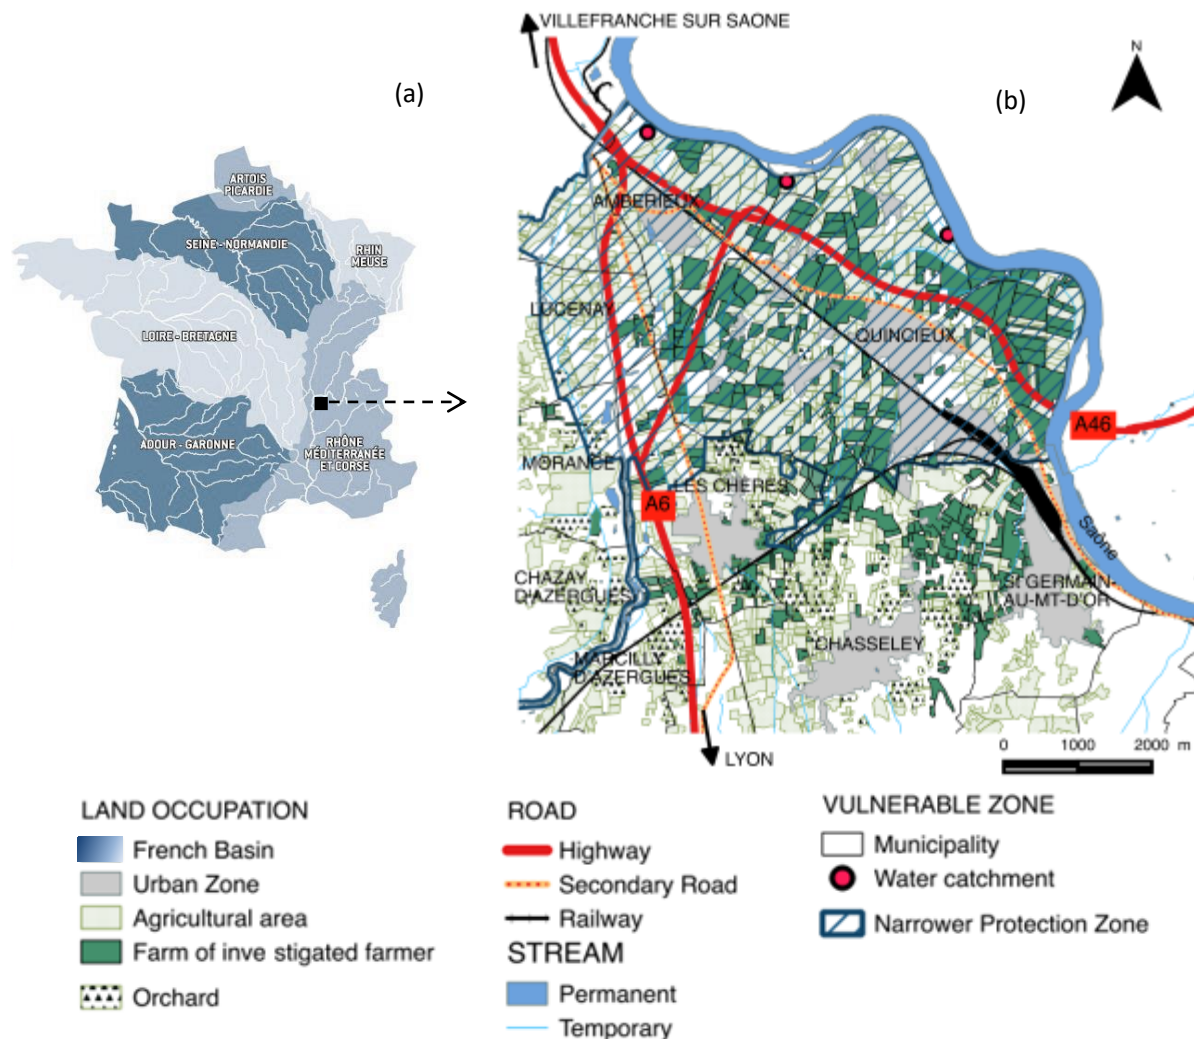 (a)
ARTOIS
PICARDIE
SEINE - NORMANDIE
RHIN
MEUSE
LOIRE - BRETAGNE
ADOUR - GARONNE
RHÔNE
MÉDITERRANÉE
ET CORSE
VILLEFRANCHE SUR SAONE
(b)
N
AMBERIEUX
LUCENAY
QUINCIEUX
A46
MORANCE
LES CHERES
A6
Saône
CHAZAY
D'AZERGUES
ST GERMAIN-
AU-MT-D'OR
CHASSELEY
MARCILLY
D'AZERGUES
LYON
0 1000 2000 m
LAND OCCUPATION
French Basin
Urban Zone
Agricultural area
Farm of inve stigated farmer
Orchard
ROAD
Highway
Secondary Road
Railway
STREAM
Permanent
Temporary
VULNERABLE ZONE
Municipality
Water catchment
Narrower Protection Zone